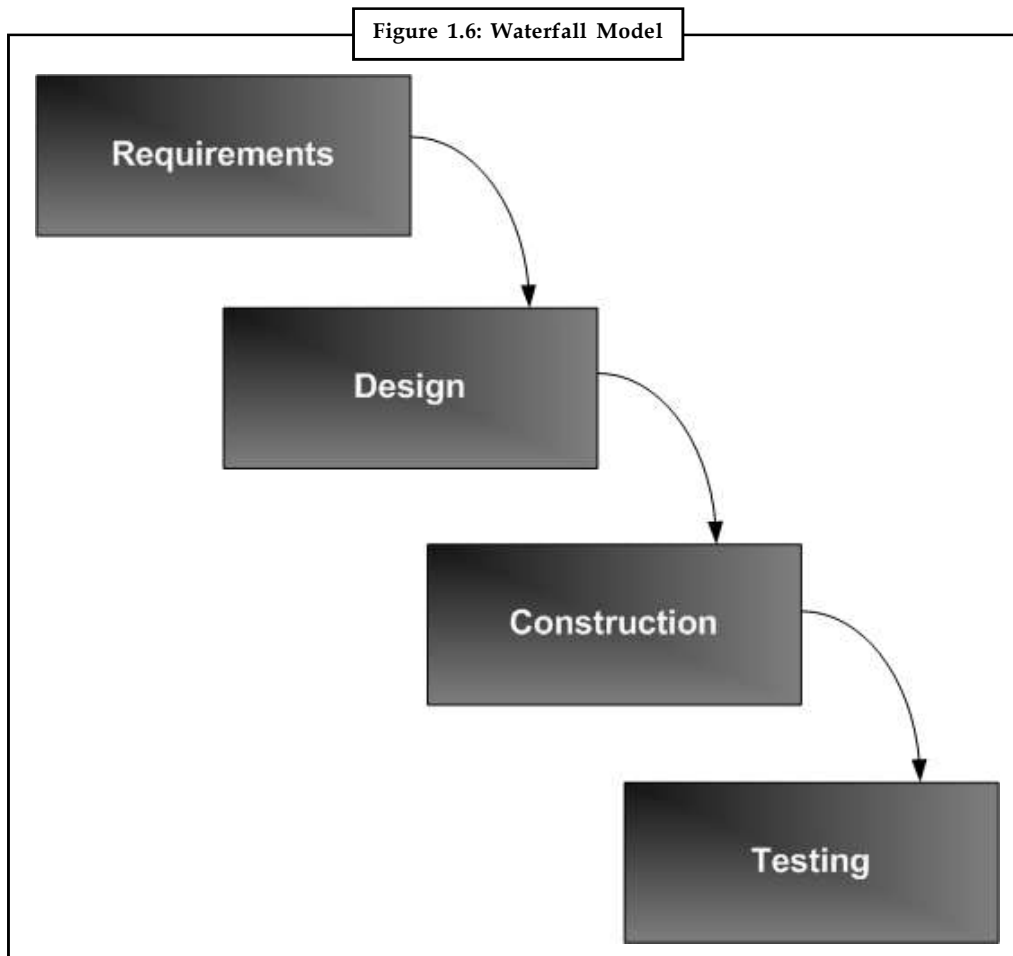 Figure 1.6: Waterfall Model
Requirements
Design
Construction
Testing